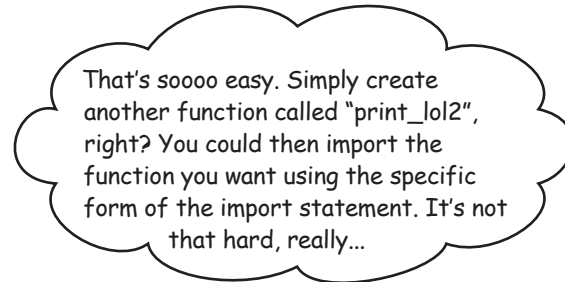 That's soooo easy. Simply create
another function called “print_lol2”,
right? You could then import the
function you want using the specific
form of the import statement. It's not
that hard, really...